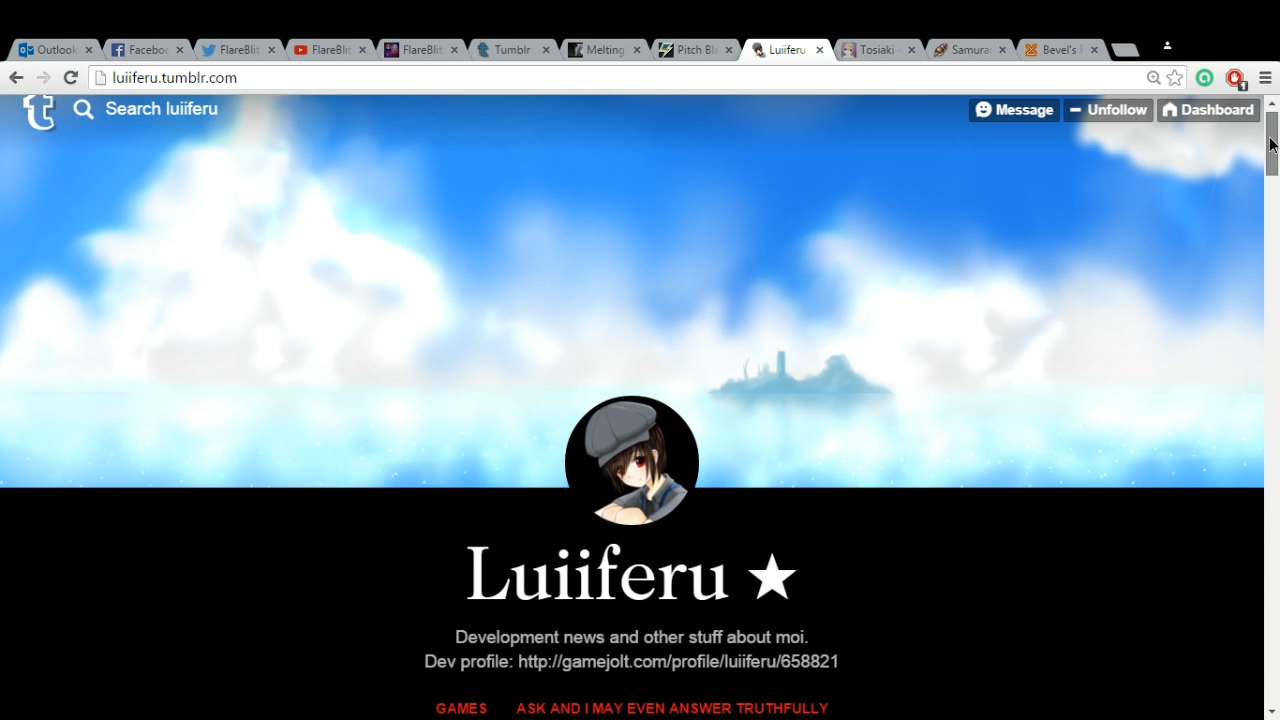 Outlook Faceboo FlareBlit FlareBlit FlareBlit Tumblr Melting Pitch Bla Luiiferu Tosiaki - Samura Bevel's
luiiferu.tumblr.com
1
t Search luiiferu Message Unfollow Dashboard
Luiiferu ★
Development news and other stuff about moi.
Dev profile: http://gamejolt.com/profile/luiiferu/658821
GAMES ASK AND I MAY EVEN ANSWER TRUTHFULLY